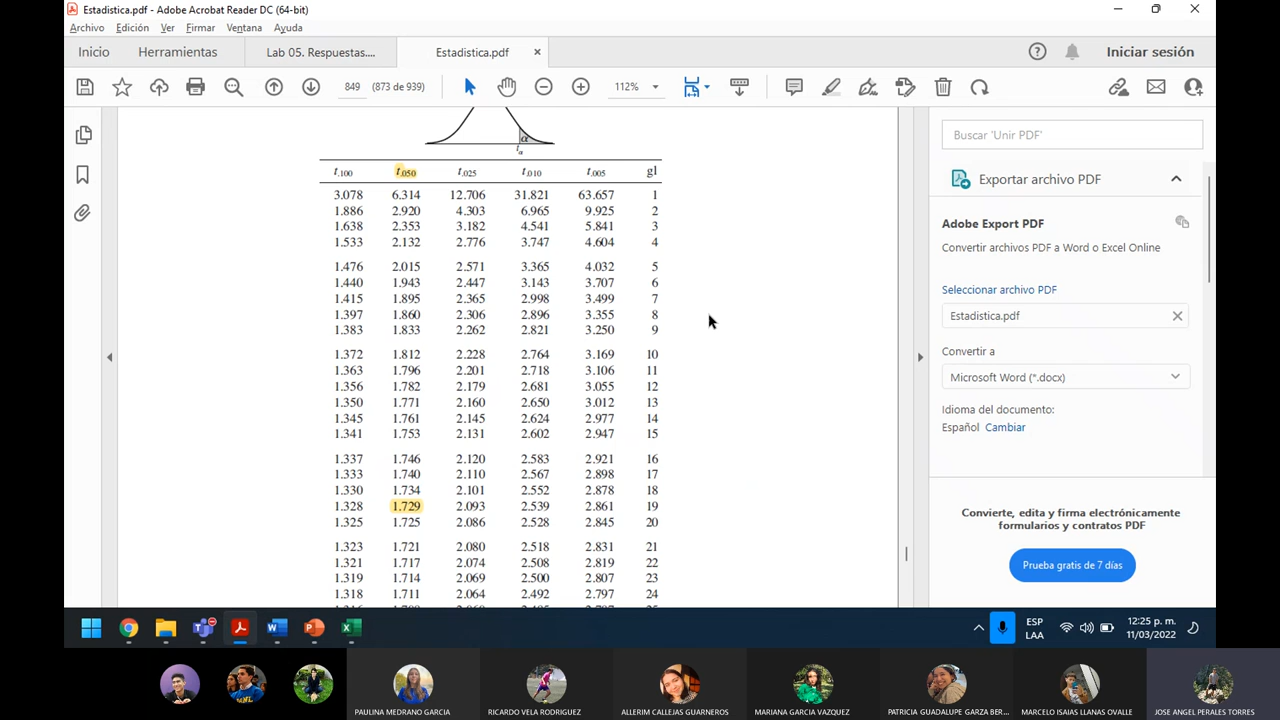 Estadistica.pdf - Adobe Acrobat Reader DC (64-bit)
Archivo Edición Ver Firmar Ventana Ayuda
Inicio Herramientas Lab 05. Respuestas.... Estadistica.pdf × Iniciar sesión
849 (873 de 939) 112%
α
tα
t.100 t.050 t.025 t.010 t.005 gl
3.078 6.314 12.706 31.821 63.657 1
1.886 2.920 4.303 6.965 9.925 2
1.638 2.353 3.182 4.541 5.841 3
1.533 2.132 2.776 3.747 4.604 4
1.476 2.015 2.571 3.365 4.032 5
1.440 1.943 2.447 3.143 3.707 6
1.415 1.895 2.365 2.998 3.499 7
1.397 1.860 2.306 2.896 3.355 8
1.383 1.833 2.262 2.821 3.250 9
1.372 1.812 2.228 2.764 3.169 10
1.363 1.796 2.201 2.718 3.106 11
1.356 1.782 2.179 2.681 3.055 12
1.350 1.771 2.160 2.650 3.012 13
1.345 1.761 2.145 2.624 2.977 14
1.341 1.753 2.131 2.602 2.947 15
1.337 1.746 2.120 2.583 2.921 16
1.333 1.740 2.110 2.567 2.898 17
1.330 1.734 2.101 2.552 2.878 18
1.328 1.729 2.093 2.539 2.861 19
1.325 1.725 2.086 2.528 2.845 20
1.323 1.721 2.080 2.518 2.831 21
1.321 1.717 2.074 2.508 2.819 22
1.319 1.714 2.069 2.500 2.807 23
1.318 1.711 2.064 2.492 2.797 24
Buscar 'Unir PDF'
Exportar archivo PDF
Adobe Export PDF
Convertir archivos PDF a Word o Excel Online
Seleccionar archivo PDF
Estadistica.pdf
Convertir a
Microsoft Word (*.docx)
Idioma del documento:
Español Cambiar
Convierte, edita y firma electrónicamente
formularios y contratos PDF
Prueba gratis de 7 días
ESP
LAA
12:25 p. m.
11/03/2022
PAULINA MEDRANO GARCIA RICARDO VELA RODRIGUEZ ALLERIM CALLEJAS GUARNEROS MARIANA GARCIA VAZQUEZ PATRICIA GUADALUPE GARZA BER... MARCELO ISAIAS LLANAS OVALLE JOSE ANGEL PERALES TORRES